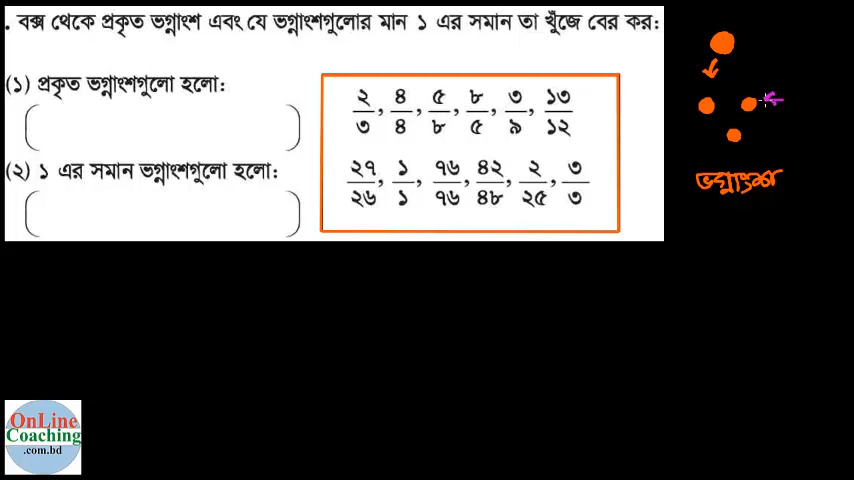 . বক্স থেকে প্রকৃত ভগ্নাংশ এবং যে ভগ্নাংশগুলোর মান ১ এর সমান তা খুঁজে বের কর:
(১) প্রকৃত ভগ্নাংশগুলো হলো:
(২) ১ এর সমান ভগ্নাংশগুলো হলো:
২/৩, ৪/৪, ৫/৮, ৮/৫, ৩/৯, ১৩/১২
২৭/২৬, ১/১, ৭৬/৭৬, ৪২/৪৮, ২/২৫, ৩/৩
ভগ্নাংশ
OnLine
Coaching
.com.bd